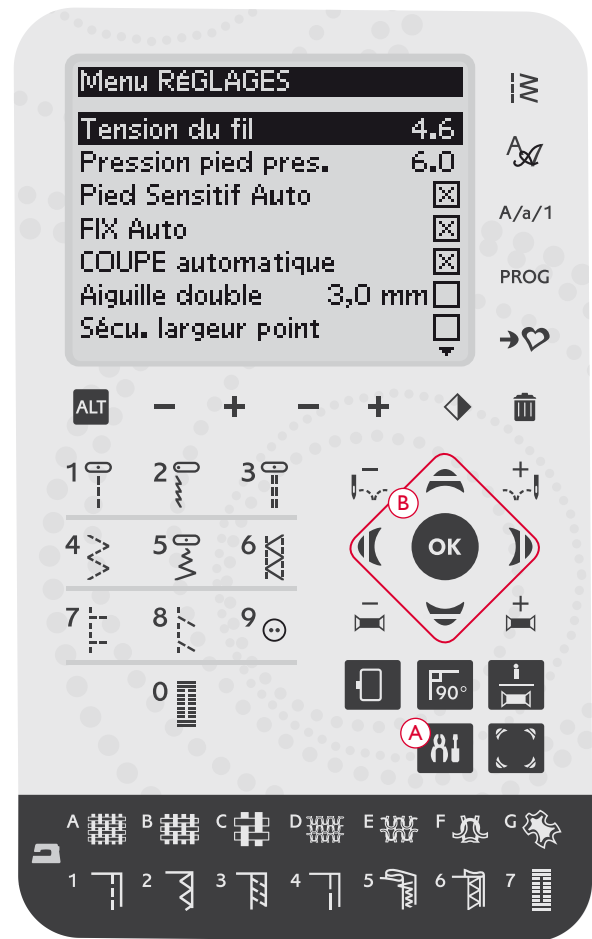 Menu RéGLAGES
Tension du fil 4.6
Pression pied pres. 6.0
Pied Sensitif Auto
FIX Auto
COUPE automatique
Aiguille double 3,0 mm
Sécu. largeur point
A/a/1
PROG
ALT - + - +
1 2 3
- +
B
4 5 6
OK
7 8 9
- +
0
90°
i
A
A B C D E F G
1 2 3 4 5 6 7